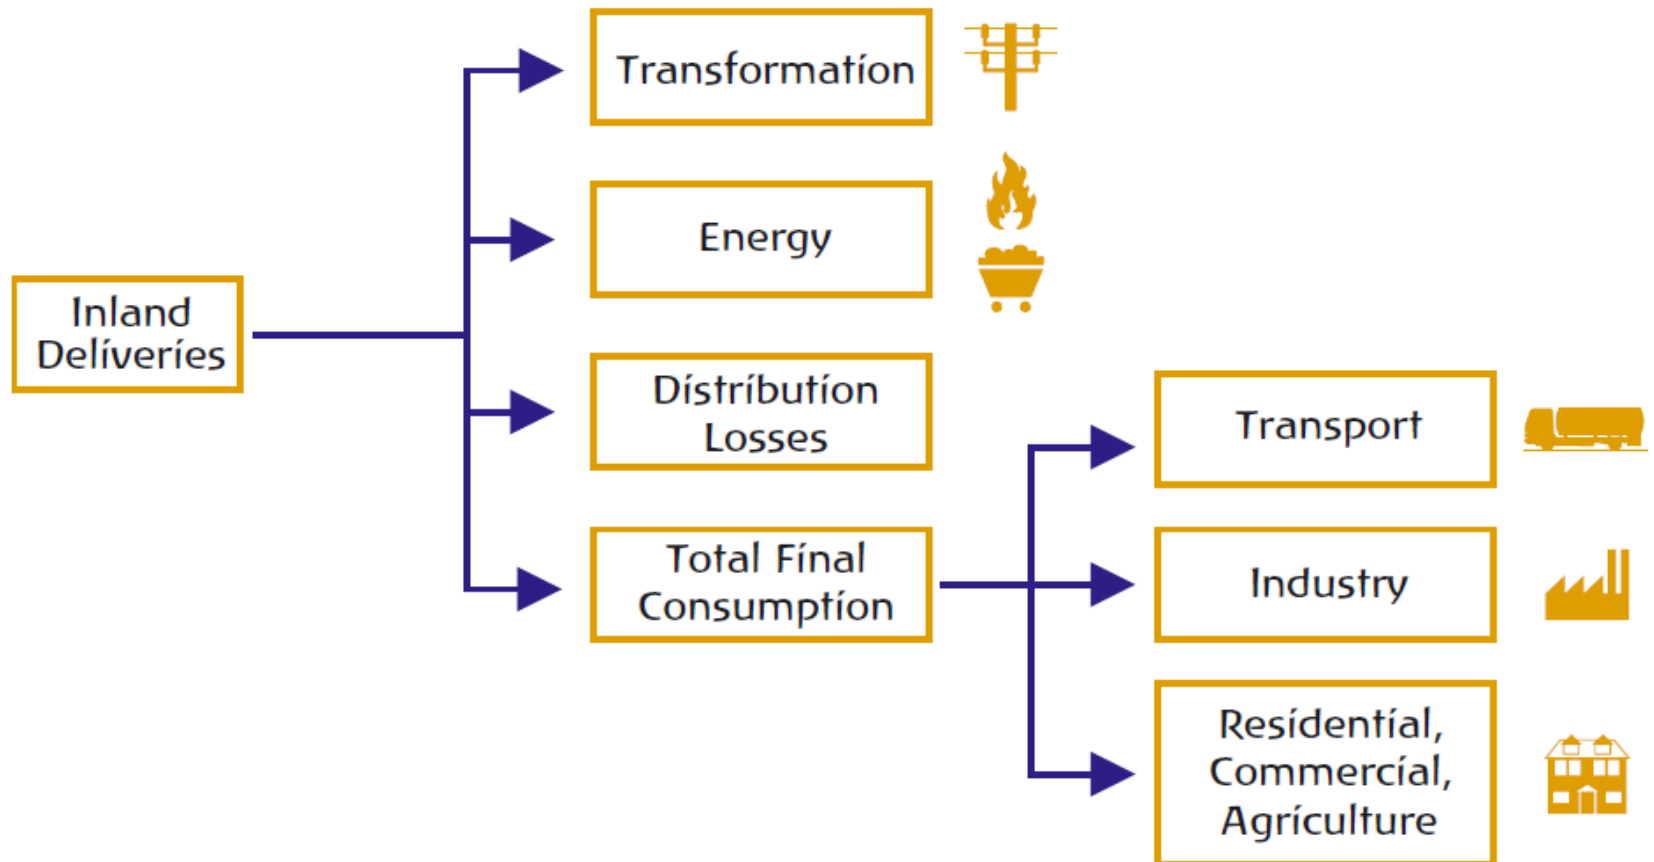 Transformation
Energy
Inland
Deliveries
Distribution
Losses
Total Final
Consumption
Transport
Industry
Residential,
Commercial,
Agriculture